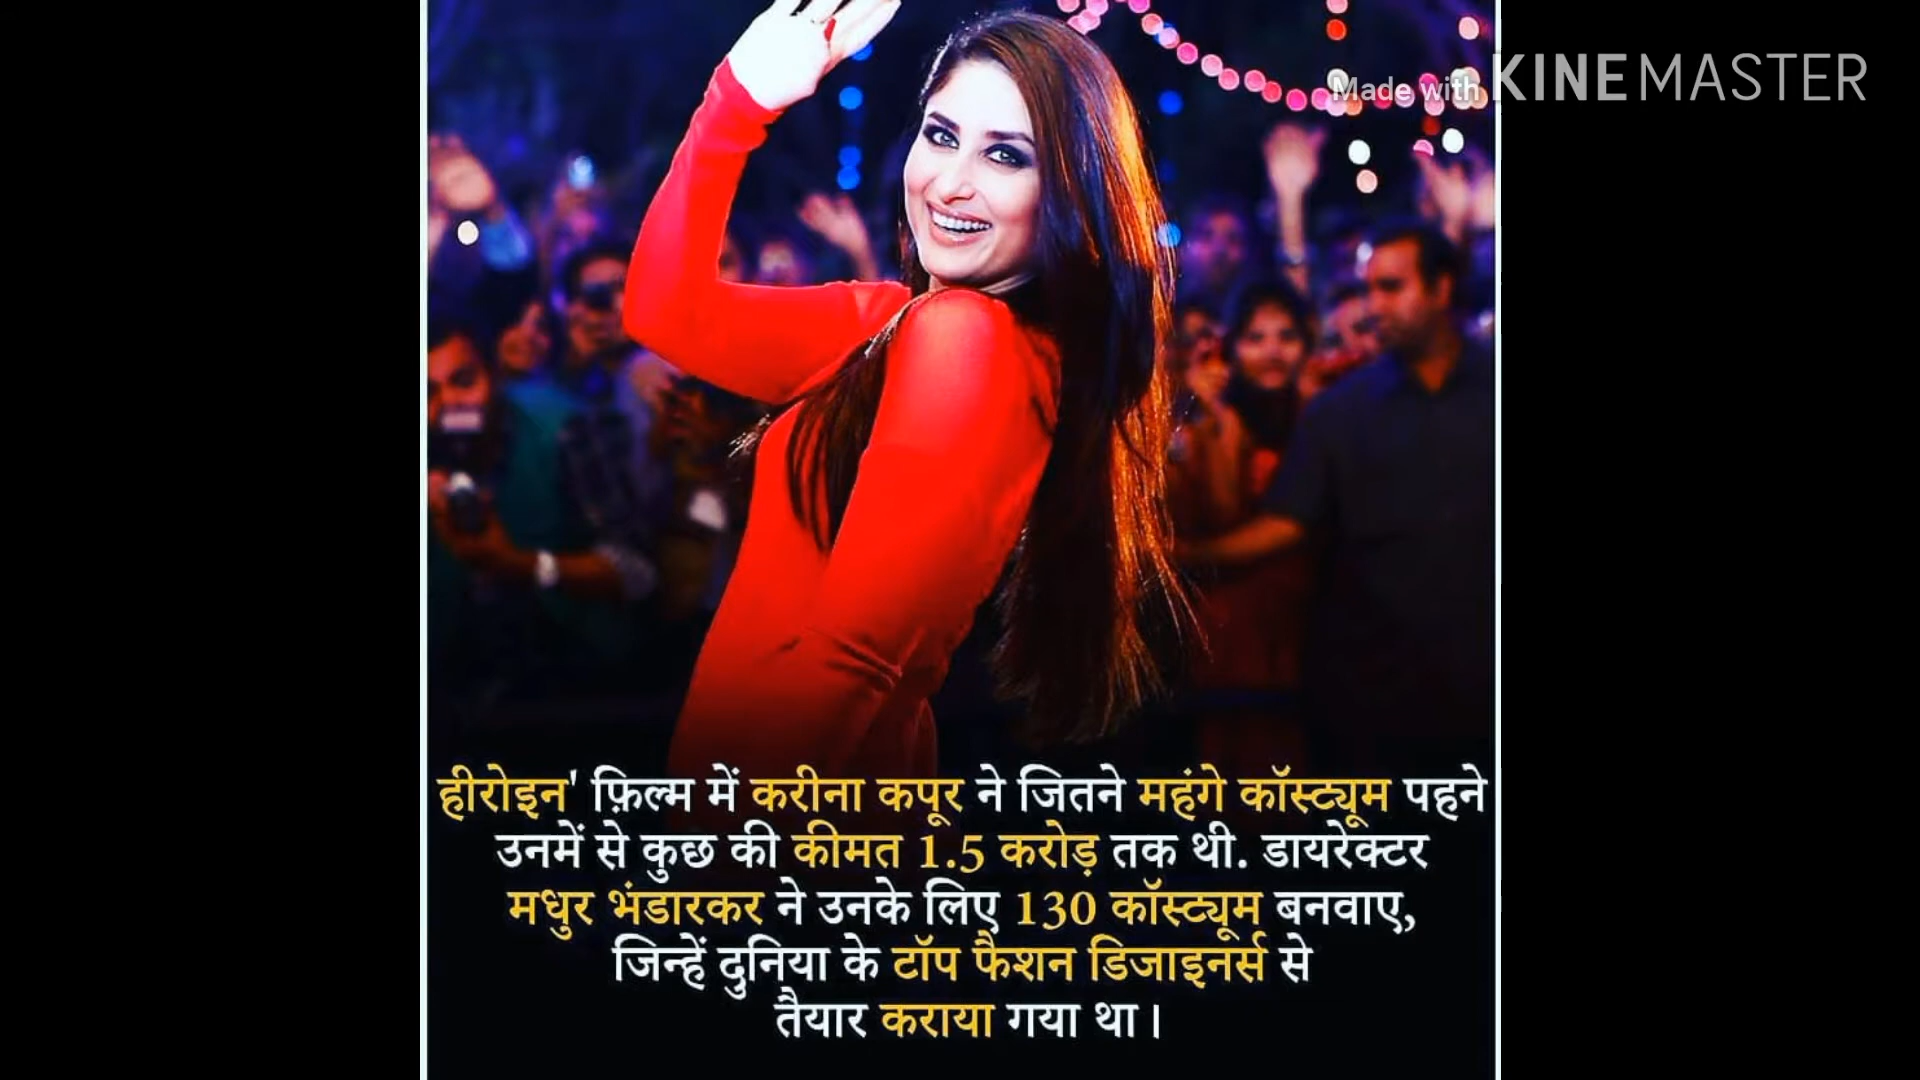 Made with KINEMASTER
हीरोइन' फ़िल्म में करीना कपूर ने जितने महंगे कॉस्ट्यूम पहने
उनमें से कुछ की कीमत 1.5 करोड़ तक थी. डायरेक्टर
मधुर भंडारकर ने उनके लिए 130 कॉस्ट्यूम बनवाए,
जिन्हें दुनिया के टॉप फैशन डिजाइनर्स से
तैयार कराया गया था।